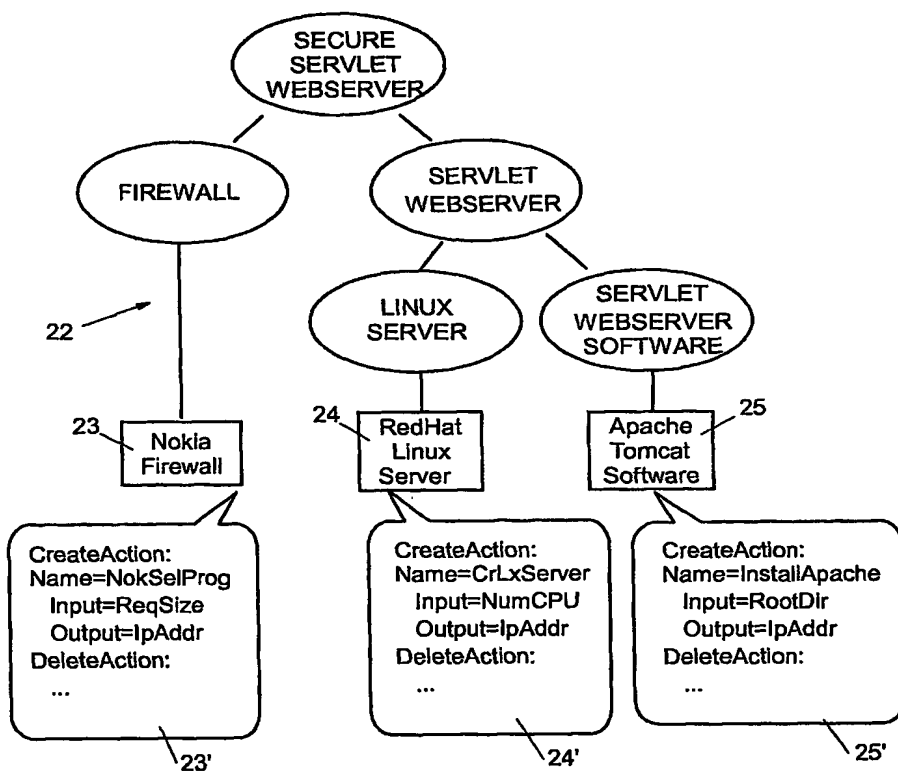 SECURE
SERVLET
WEBSERVER
FIREWALL
SERVLET
WEBSERVER
22
LINUX
SERVER
SERVLET
WEBSERVER
SOFTWARE
23
Nokia
Firewall
24
RedHat
Linux
Server
25
Apache
Tomcat
Software
CreateAction:
Name=NokSelProg
Input=ReqSize
Output=IpAddr
DeleteAction:
...
23'
CreateAction:
Name=CrLxServer
Input=NumCPU
Output=IpAddr
DeleteAction:
...
24'
CreateAction:
Name=InstallApache
Input=RootDir
Output=IpAddr
DeleteAction:
...
25'